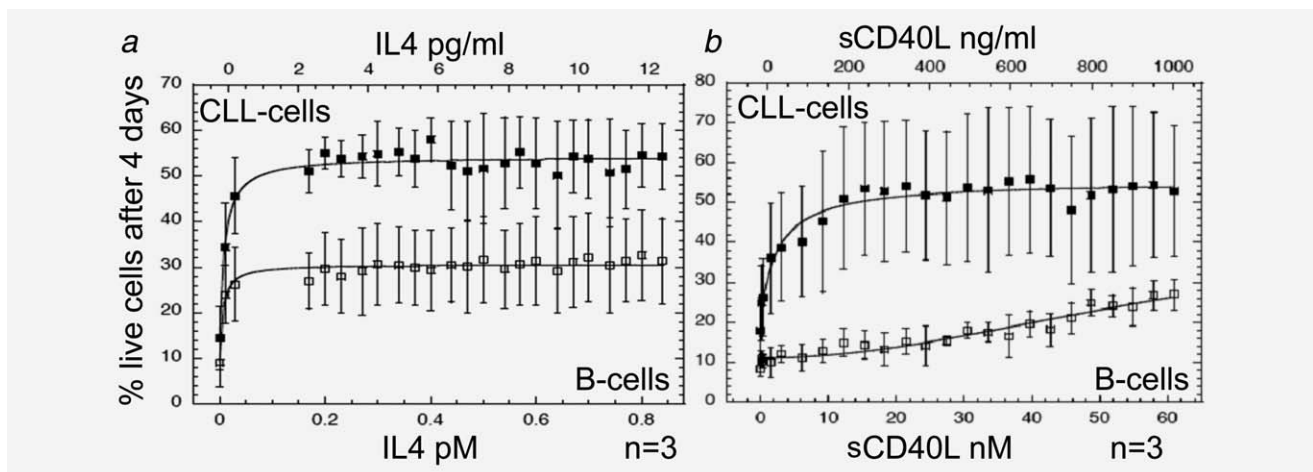 a
IL4 pg/ml
0 2 4 6 8 10 12
% live cells after 4 days
70
60
50
40
30
20
10
0
CLL-cells
B-cells
0 0.2 0.4 0.6 0.8
IL4 pM n=3
b
sCD40L ng/ml
0 200 400 600 800 1000
80
70
60
50
40
30
20
10
0
CLL-cells
B-cells
0 10 20 30 40 50 60
sCD40L nM n=3